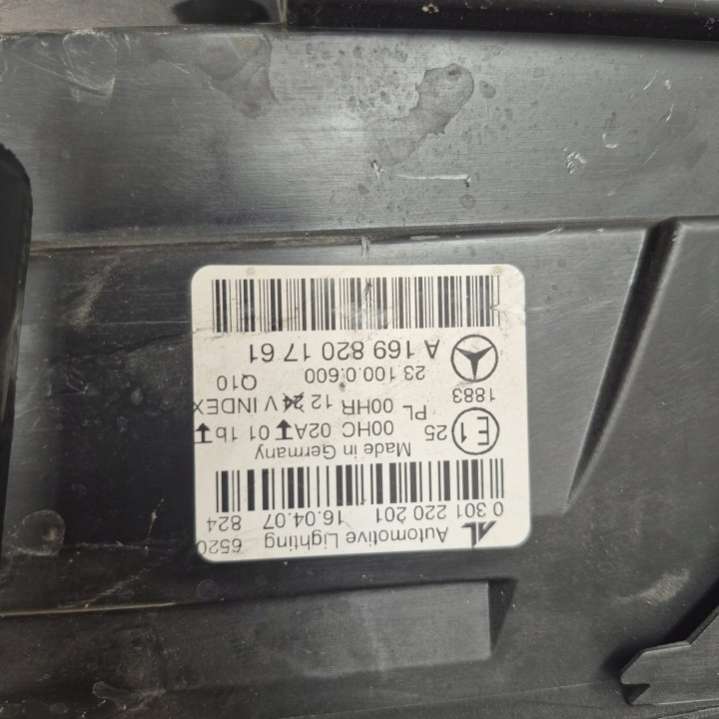 Automotive Lighting 6520
0 301 220 201 16.04.07 824
Made in Germany
E1 25 00HC 02A 01 1b
PL 00HR 12 24 V INDEX
1883 Q10
23.100.0.600
A 169 820 17 61